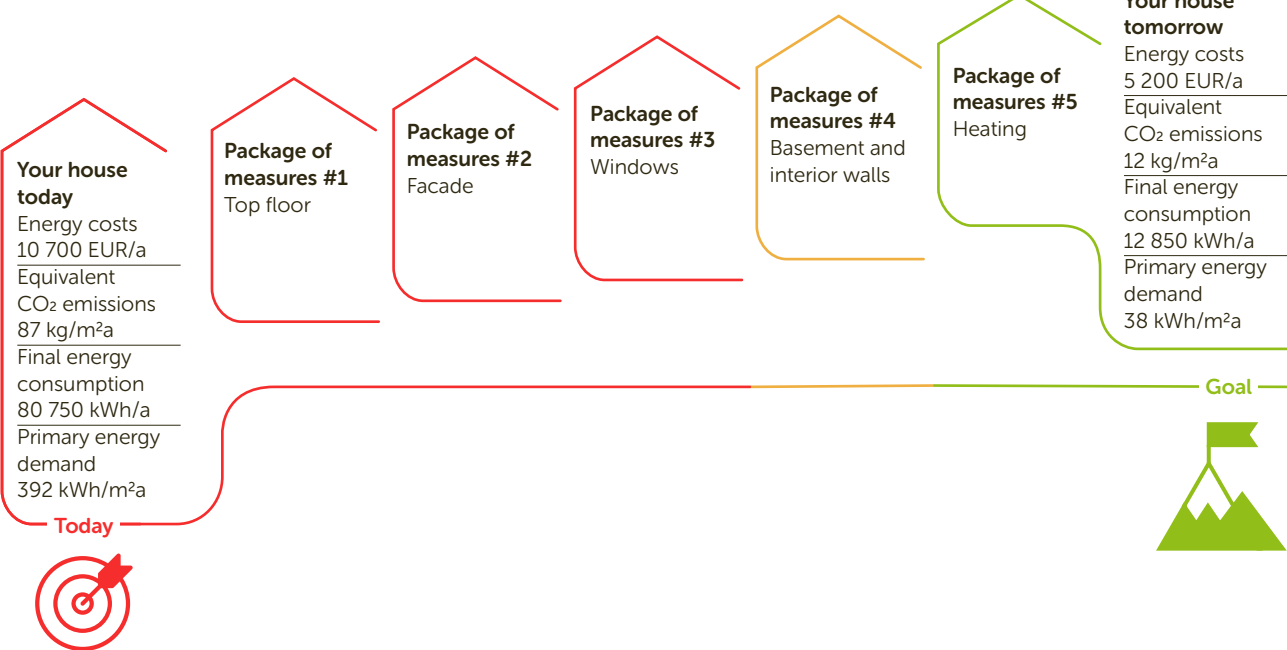 Your house
today
Energy costs
10 700 EUR/a
Equivalent
CO₂ emissions
87 kg/m²a
Final energy
consumption
80 750 kWh/a
Primary energy
demand
392 kWh/m²a
Today
Package of
measures #1
Top floor
Package of
measures #2
Facade
Package of
measures #3
Windows
Package of
measures #4
Basement and
interior walls
Package of
measures #5
Heating
Your house
tomorrow
Energy costs
5 200 EUR/a
Equivalent
CO₂ emissions
12 kg/m²a
Final energy
consumption
12 850 kWh/a
Primary energy
demand
38 kWh/m²a
Goal